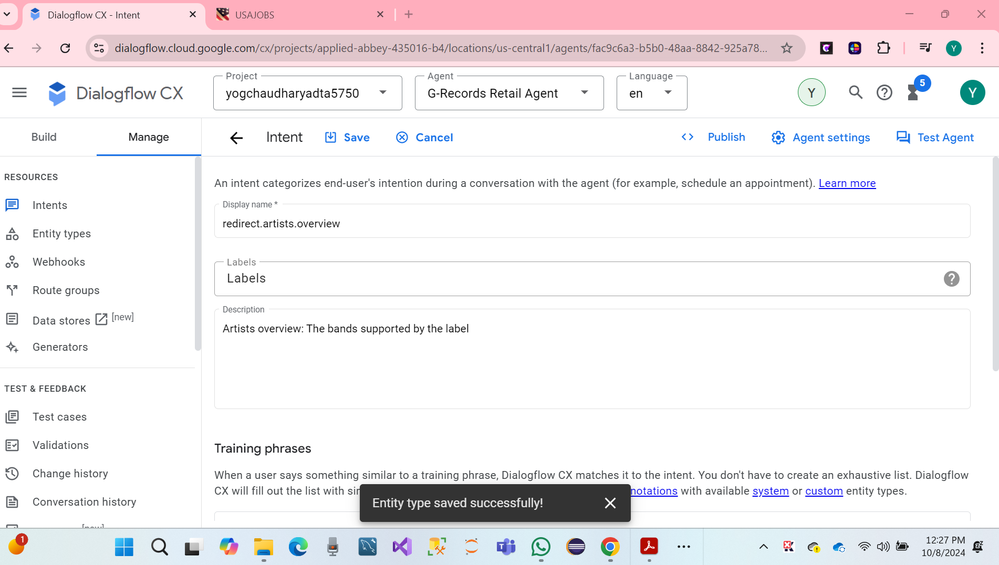 Dialogflow CX - Intent
USAJOBS
dialogflow.cloud.google.com/cx/projects/applied-abbey-435016-b4/locations/us-central1/agents/fac9c6a3-b5b0-48aa-8842-925a78...
Y
Dialogflow CX
Project
yogchaudharyadta5750
Agent
G-Records Retail Agent
Language
en
Y
5
Y
Build
Manage
Intent
Save
Cancel
Publish
Agent settings
Test Agent
RESOURCES
Intents
Entity types
Webhooks
Route groups
Data stores [new]
Generators
TEST & FEEDBACK
Test cases
Validations
Change history
Conversation history
An intent categorizes end-user's intention during a conversation with the agent (for example, schedule an appointment). Learn more
Display name *
redirect.artists.overview
Labels
Labels
Description
Artists overview: The bands supported by the label
Training phrases
When a user says something similar to a training phrase, Dialogflow CX matches it to the intent. You don't have to create an exhaustive list. Dialogflow
CX will fill out the list with sin notations with available system or custom entity types.
Entity type saved successfully!
1
12:27 PM
10/8/2024